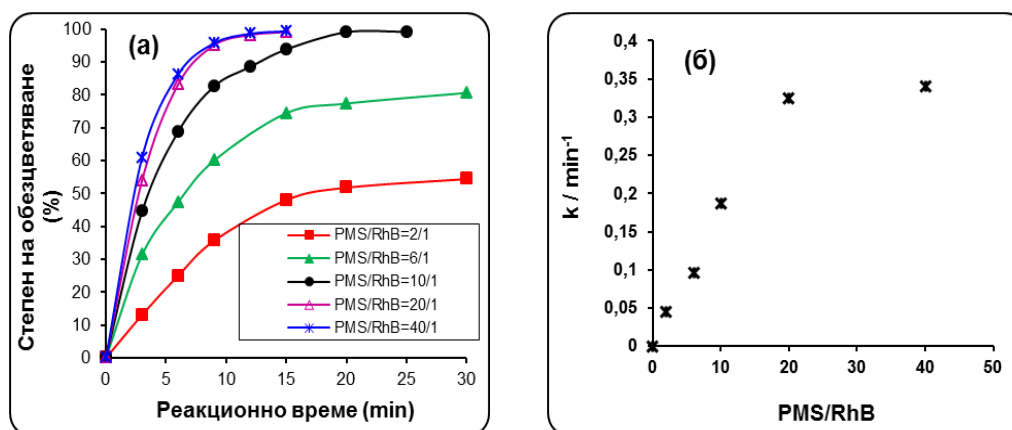 (а)
Степен на обезцветяване
(%)
100
90
80
70
60
50
40
30
20
10
0
PMS/RhB=2/1
PMS/RhB=6/1
PMS/RhB=10/1
PMS/RhB=20/1
PMS/RhB=40/1
0 5 10 15 20 25 30
Реакционно време (min)
(б)
k / min-1
0,4
0,35
0,3
0,25
0,2
0,15
0,1
0,05
0
0 10 20 30 40 50
PMS/RhB